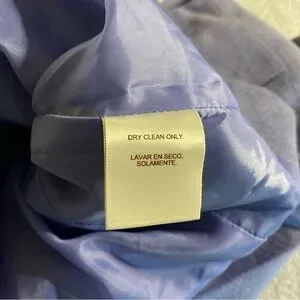 DRY CLEAN ONLY
LAVAR EN SECO,
SOLAMENTE.